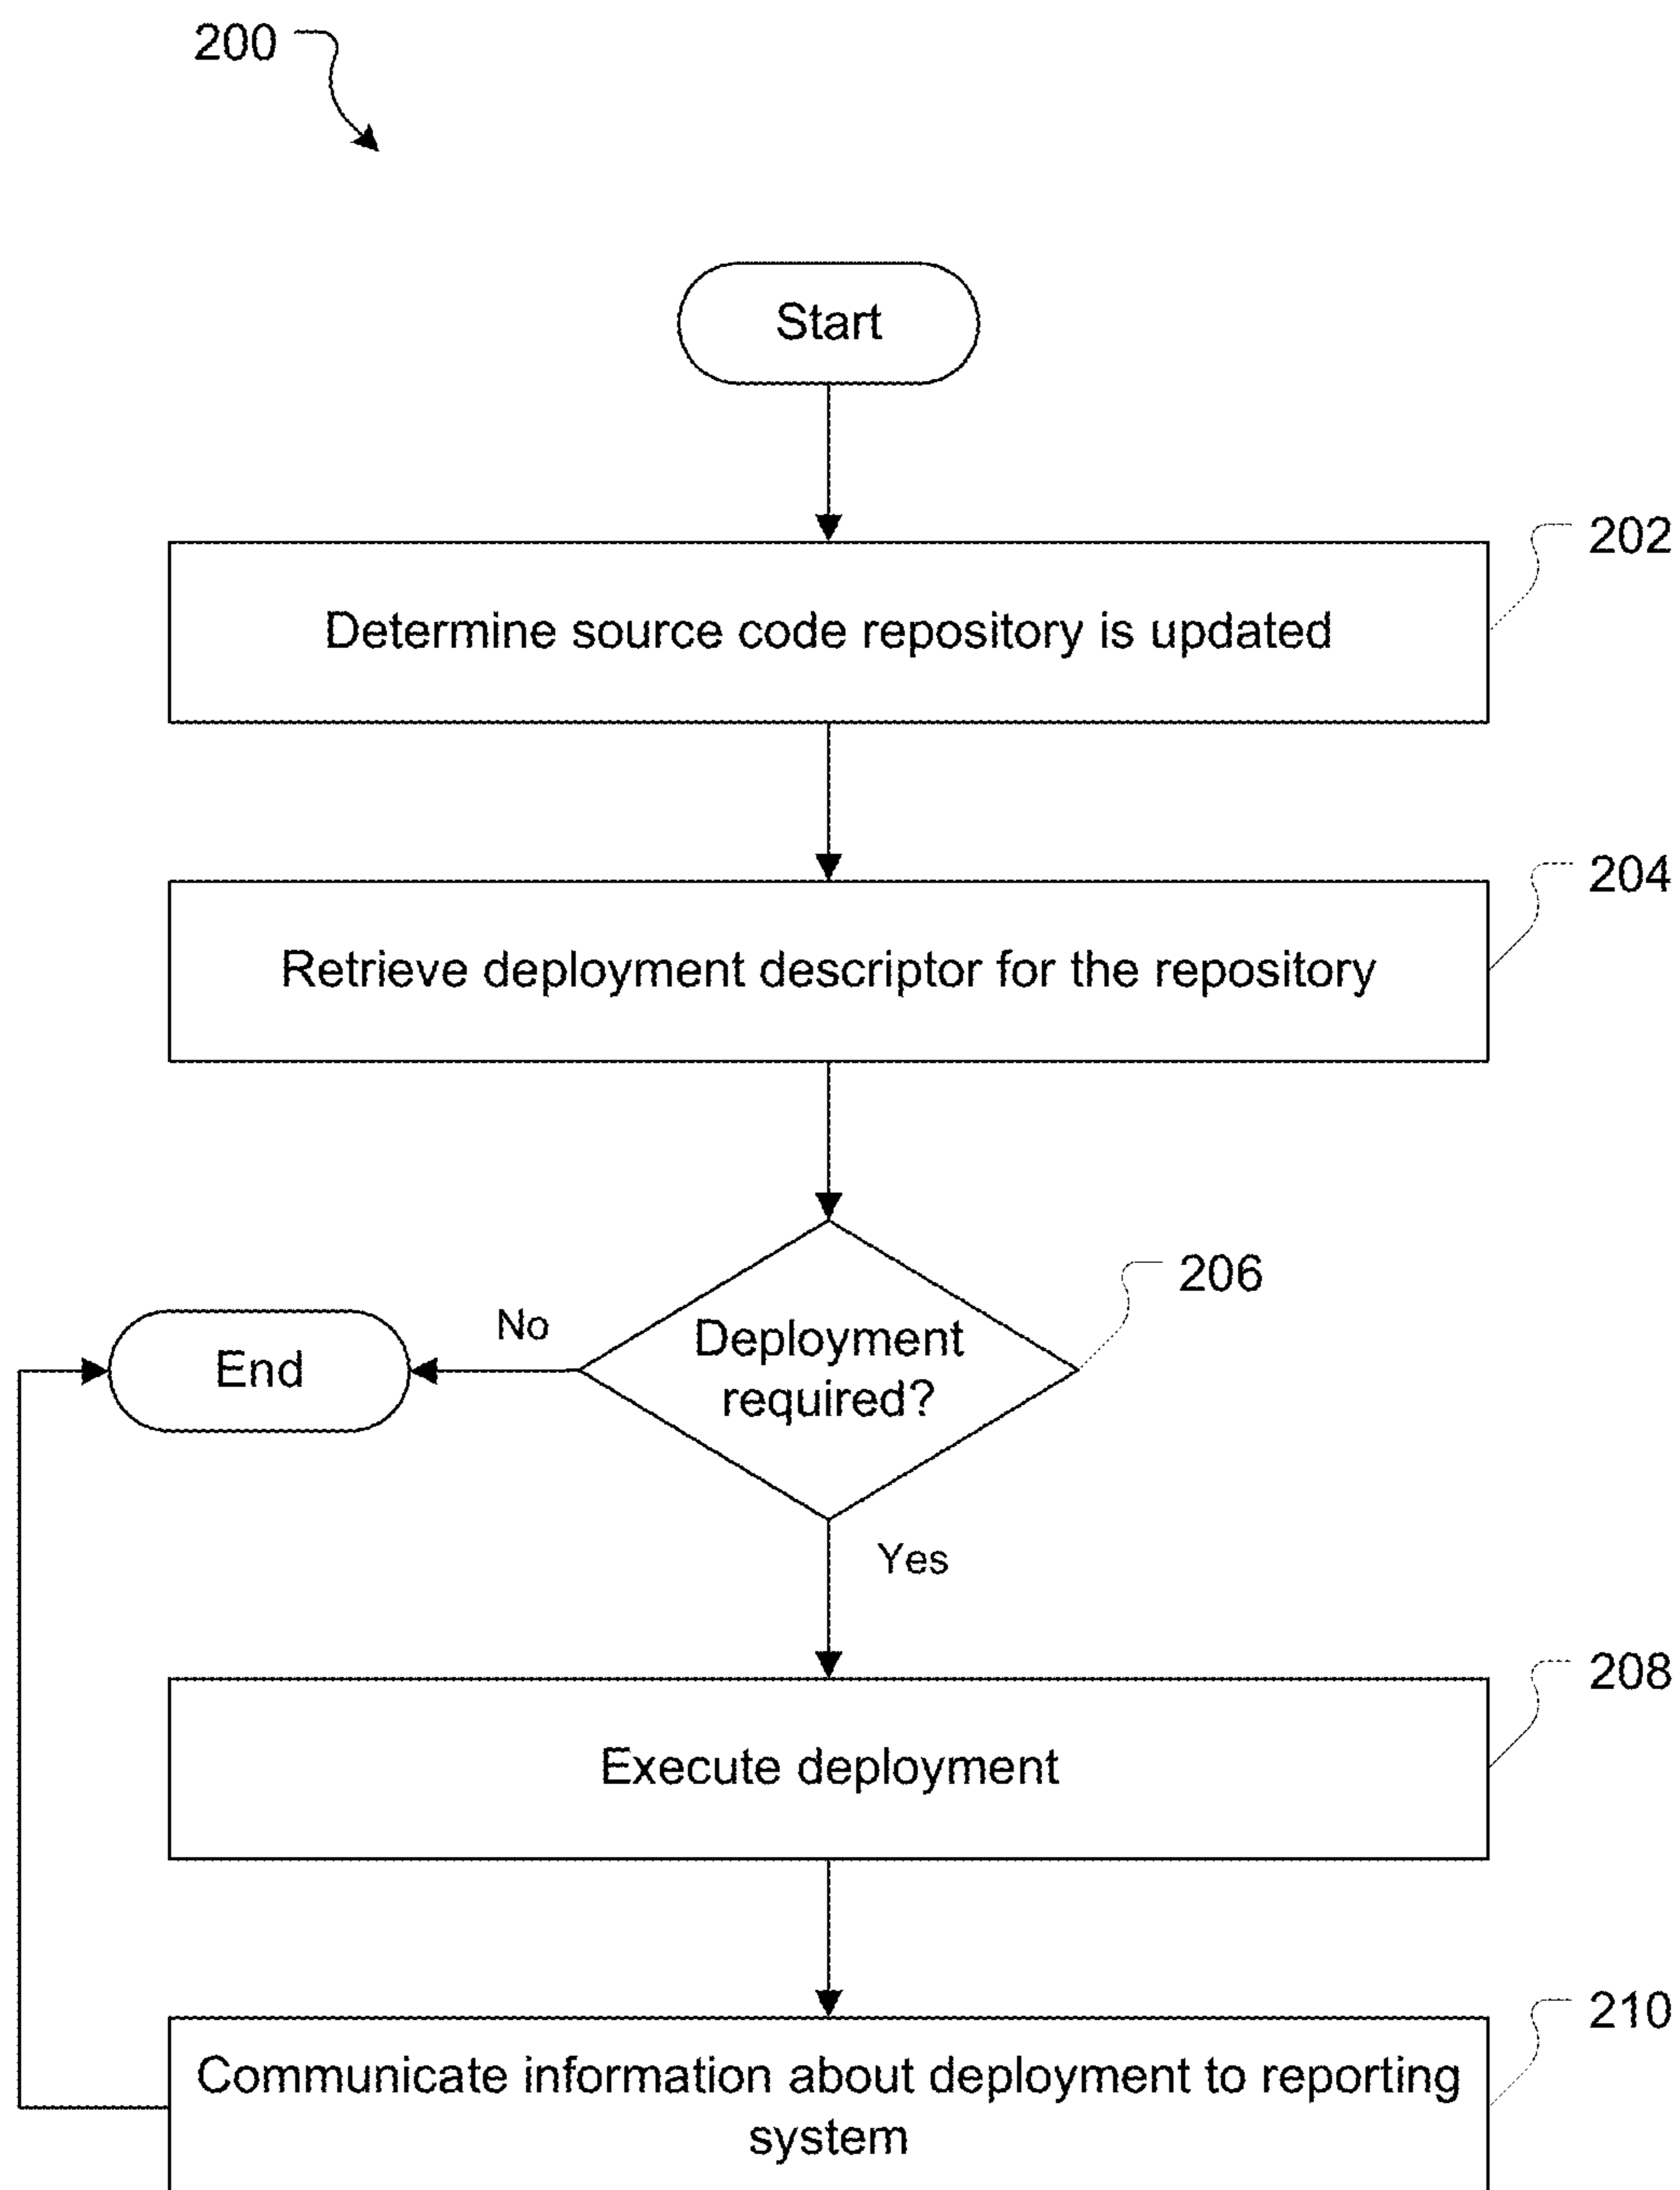 200
Start
202
Determine source code repository is updated
204
Retrieve deployment descriptor for the repository
206
Deployment
required?
No
End
Yes
208
Execute deployment
210
Communicate information about deployment to reporting
system